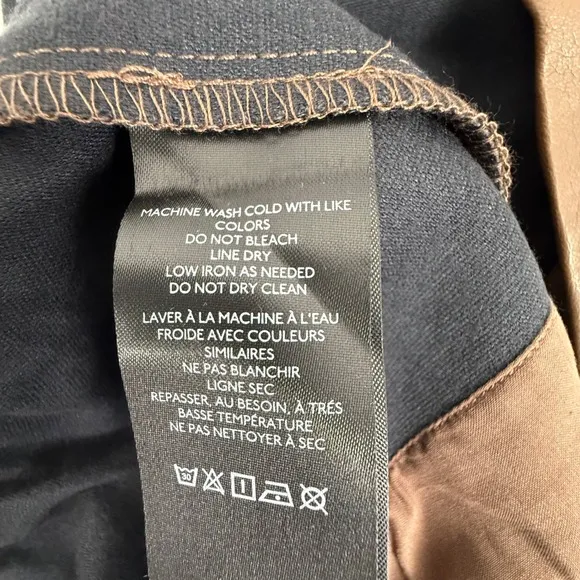 MACHINE WASH COLD WITH LIKE
COLORS
DO NOT BLEACH
LINE DRY
LOW IRON AS NEEDED
DO NOT DRY CLEAN
LAVER À LA MACHINE À L'EAU
FROIDE AVEC COULEURS
SIMILAIRES
NE PAS BLANCHIR
LIGNE SEC
REPASSER, AU BESOIN, À TRÉS
BASSE TEMPÉRATURE
NE PAS NETTOYER À SEC
30